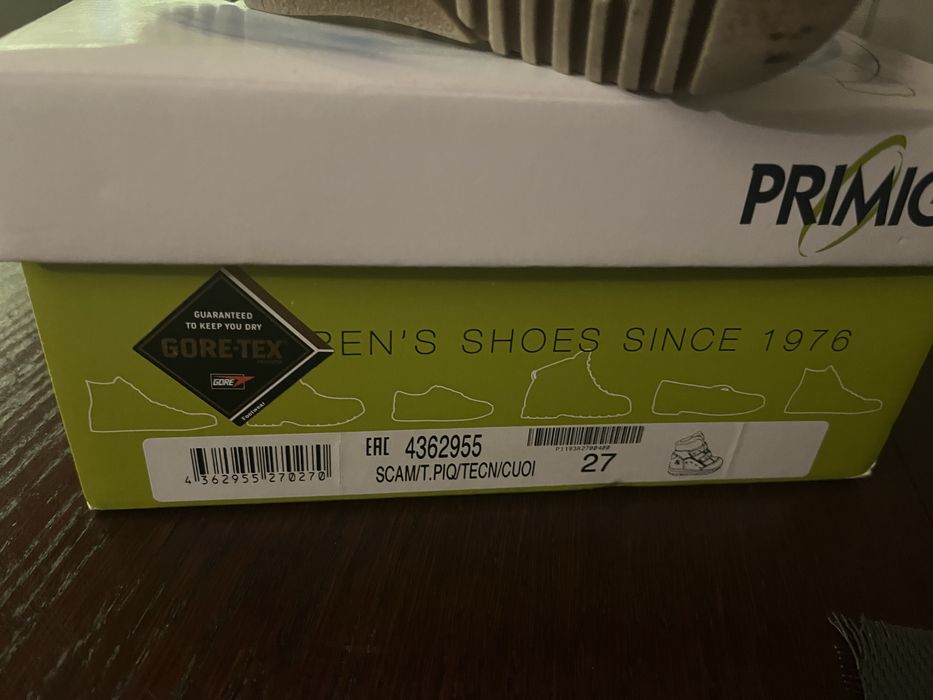 PRIMIG
GUARANTEED
TO KEEP YOU DRY
GORE-TEX
GORE
Footwear
REN'S SHOES SINCE 1976
4 362955 270270
EAC 4362955
SCAM/T.PIQ/TECN/CUOI
27